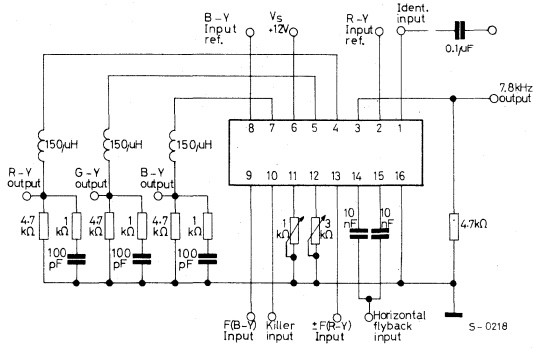 B-Y
Input
ref.
Vs
+12V
R-Y
Input
ref.
Ident.
input
0.1µF
7.8kHz
output
8 7 6 5 4 3 2 1
9 10 11 12 13 14 15 16
150µH
150µH
150µH
R-Y
output
G-Y
output
B-Y
output
4.7
kΩ
1
kΩ
4.7
kΩ
1
kΩ
4.7
kΩ
1
kΩ
100
pF
100
pF
100
pF
1
kΩ
3
kΩ
10
nF
10
nF
4.7kΩ
F(B-Y)
Input
Killer
input
±F(R-Y)
Input
Horizontal
flyback
input
S-0218